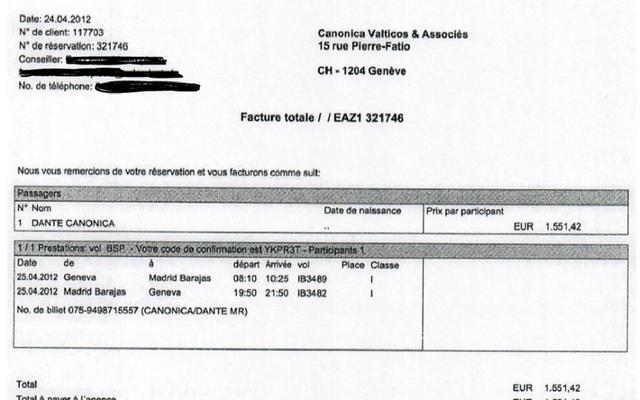 Date: 24.04.2012
N° de client: 117703
N° de réservation: 321746
Conseiller:
No. de téléphone:
Canonica Valticos & Associés
15 rue Pierre-Fatio
CH - 1204 Genève
Facture totale / / EAZ1 321746
Nous vous remercions de votre réservation et vous facturons comme suit:
Passagers
N° Nom Date de naissance Prix par participant
1 DANTE CANONICA .. EUR 1.551,42
1 / 1 Prestations: vol BSP - Votre code de confirmation est YKPR3T - Participants 1
Date de à départ Arrivée vol Place Classe
25.04.2012 Geneva Madrid Barajas 08:10 10:25 IB3489 I
25.04.2012 Madrid Barajas Geneva 19:50 21:50 IB3482 I
No. de billet 075-9498715557 (CANONICA/DANTE MR)
Total EUR 1.551,42
Total à payer à l'agence EUR